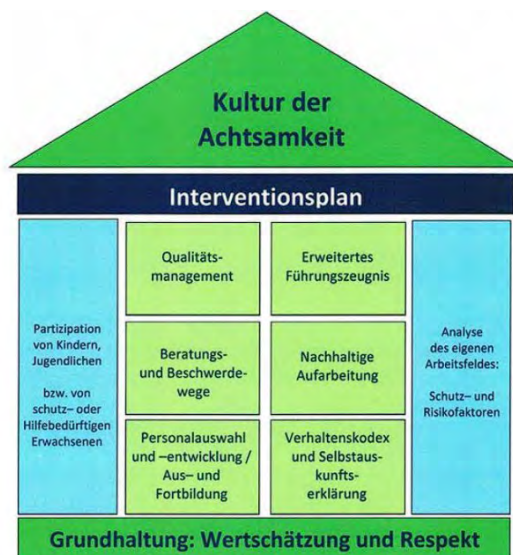 Kultur der
Achtsamkeit
Interventionsplan
Partizipation
von Kindern,
Jugendlichen
bzw. von
schutz– oder
Hilfebedürftigen
Erwachsenen
Qualitäts-
management
Erweitertes
Führungszeugnis
Beratungs-
und Beschwerde-
wege
Nachhaltige
Aufarbeitung
Personalauswahl
und –entwicklung /
Aus– und
Fortbildung
Verhaltenskodex
und Selbstaus-
kunfts-
erklärung
Analyse
des eigenen
Arbeitsfeldes:
Schutz– und
Risikofaktoren
Grundhaltung: Wertschätzung und Respekt